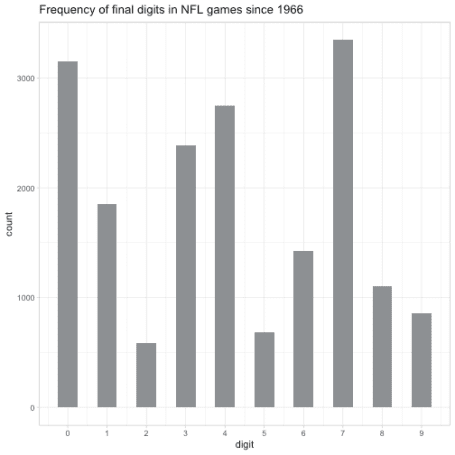 Frequency of final digits in NFL games since 1966
count
3000
2000
1000
0
0 1 2 3 4 5 6 7 8 9
digit